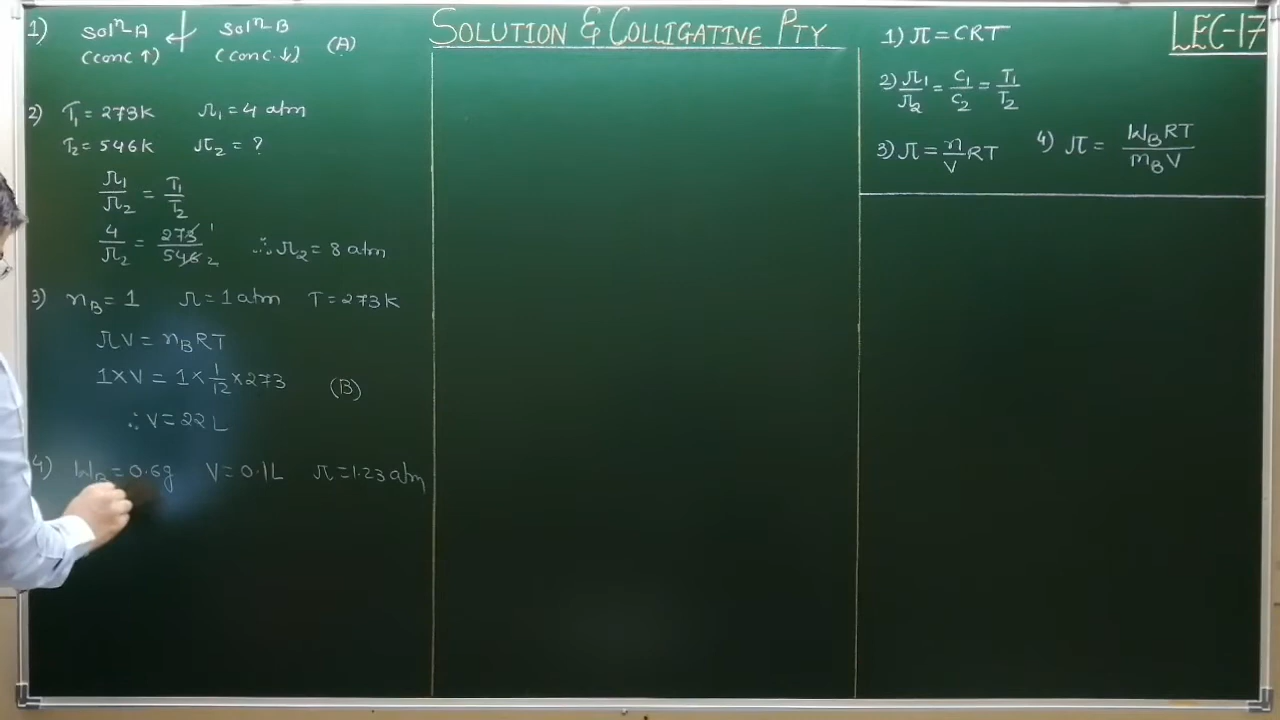 SOLUTION & COLLIGATIVE PTY
LEC-17
1) Solⁿ A ↙ Solⁿ B
(conc ↑) (conc. ↓) (A)
2) T₁ = 273K π₁ = 4 atm
T₂ = 546K π₂ = ?
π₁/π₂ = T₁/T₂
4/π₂ = 273/546 1/2 ∴ π₂ = 8 atm
3) n_B = 1 π = 1 atm T = 273K
πV = n_B RT
1×V = 1 × 1/12 × 273 (B)
∴ V = 22 L
4) W_B = 0.6g V = 0.1L π = 1.23 atm
1) π = CRT
2) π₁/π₂ = C₁/C₂ = T₁/T₂
3) π = n/V RT 4) π = W_B RT / m_B V